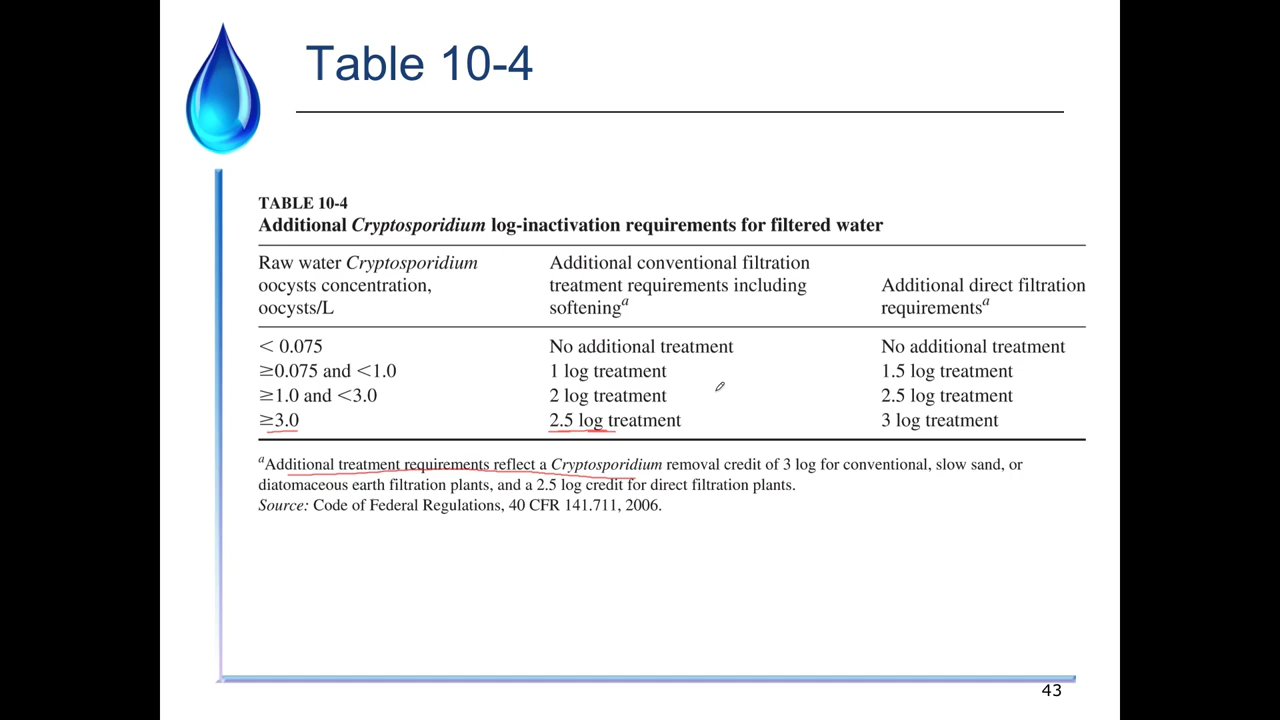 Table 10-4
TABLE 10-4
Additional Cryptosporidium log-inactivation requirements for filtered water
Raw water Cryptosporidium oocysts concentration, oocysts/L
Additional conventional filtration treatment requirements including softeningᵃ
Additional direct filtration requirementsᵃ
< 0.075 No additional treatment No additional treatment
≥0.075 and <1.0 1 log treatment 1.5 log treatment
≥1.0 and <3.0 2 log treatment 2.5 log treatment
≥3.0 2.5 log treatment 3 log treatment
ᵃAdditional treatment requirements reflect a Cryptosporidium removal credit of 3 log for conventional, slow sand, or
diatomaceous earth filtration plants, and a 2.5 log credit for direct filtration plants.
Source: Code of Federal Regulations, 40 CFR 141.711, 2006.
43